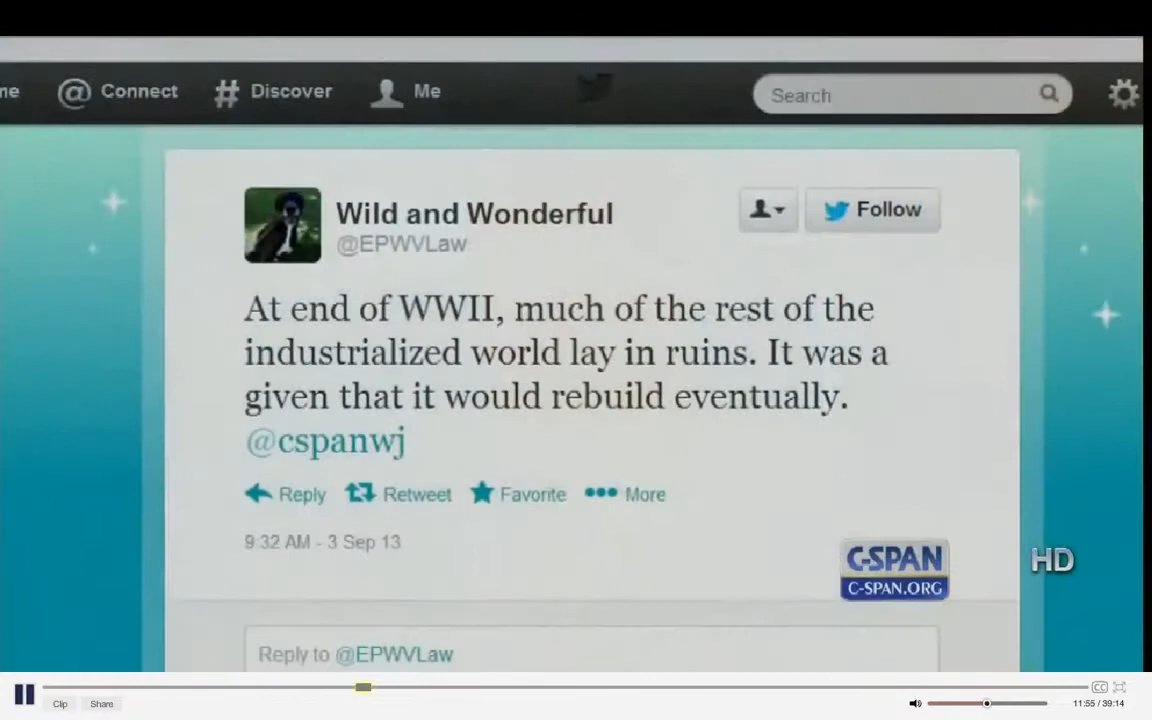 me
@ Connect
# Discover
Me
Search
Wild and Wonderful
@EPWVLaw
Follow
At end of WWII, much of the rest of the
industrialized world lay in ruins. It was a
given that it would rebuild eventually.
@cspanwj
Reply
Retweet
Favorite
More
9:32 AM - 3 Sep 13
C-SPAN
C-SPAN.ORG
HD
Reply to @EPWVLaw
Clip
Share
CC
11:55 / 39:14